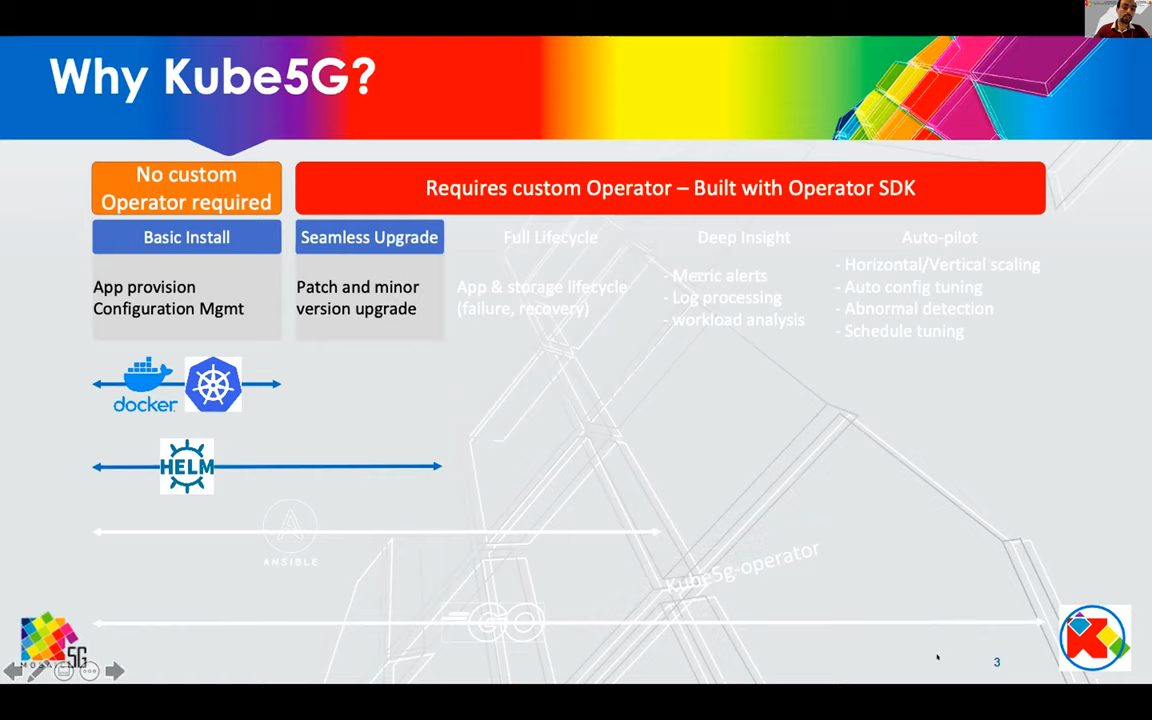 Why Kube5G?
No custom
Operator required
Requires custom Operator – Built with Operator SDK
Basic Install
Seamless Upgrade
Full Lifecycle
Deep Insight
Auto-pilot
App provision
Configuration Mgmt
Patch and minor
version upgrade
App & storage lifecycle
(failure, recovery)
- Metric alerts
- Log processing
- workload analysis
- Horizontal/Vertical scaling
- Auto config tuning
- Abnormal detection
- Schedule tuning
docker
HELM
A
ANSIBLE
Kube5g-operator
GO
MOSAIC
5G
K
3